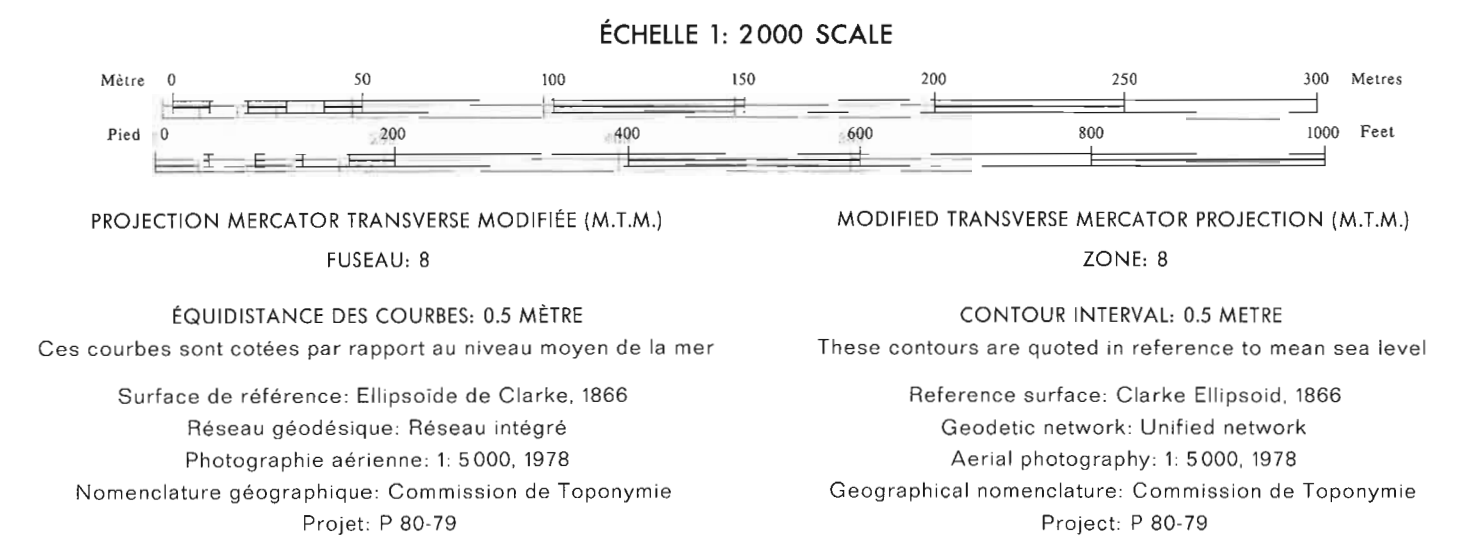 ÉCHELLE 1: 2000 SCALE
Mètre 0 50 100 150 200 250 300 Metres
Pied 0 200 400 600 800 1000 Feet
PROJECTION MERCATOR TRANSVERSE MODIFIÉE (M.T.M.)
FUSEAU: 8
ÉQUIDISTANCE DES COURBES: 0.5 MÈTRE
Ces courbes sont cotées par rapport au niveau moyen de la mer
Surface de référence: Ellipsoïde de Clarke, 1866
Réseau géodésique: Réseau intégré
Photographie aérienne: 1: 5000, 1978
Nomenclature géographique: Commission de Toponymie
Projet: P 80-79
MODIFIED TRANSVERSE MERCATOR PROJECTION (M.T.M.)
ZONE: 8
CONTOUR INTERVAL: 0.5 METRE
These contours are quoted in reference to mean sea level
Reference surface: Clarke Ellipsoid, 1866
Geodetic network: Unified network
Aerial photography: 1: 5000, 1978
Geographical nomenclature: Commission de Toponymie
Project: P 80-79